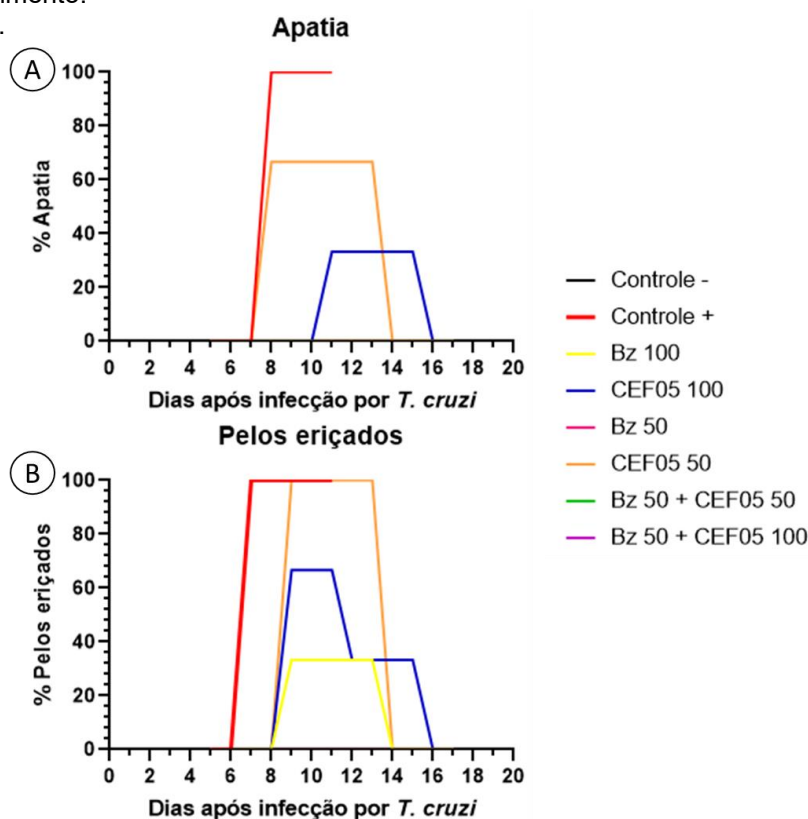 .
Apatia
A
100
80
60
40
20
0
% Apatia
0 2 4 6 8 10 12 14 16 18 20
Dias após infecção por T. cruzi
Pelos eriçados
B
100
80
60
40
20
0
% Pelos eriçados
0 2 4 6 8 10 12 14 16 18 20
Dias após infecção por T. cruzi
Controle -
Controle +
Bz 100
CEF05 100
Bz 50
CEF05 50
Bz 50 + CEF05 50
Bz 50 + CEF05 100